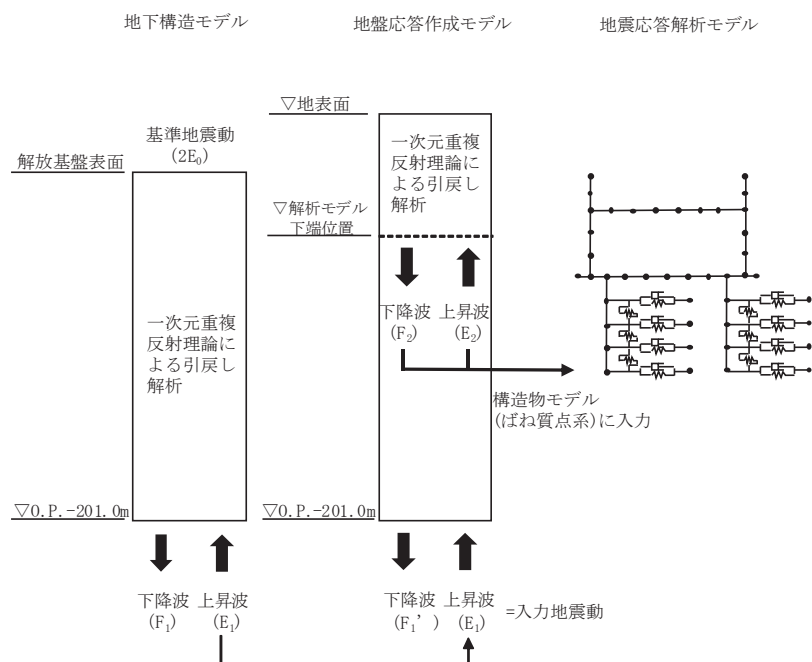 地下構造モデル
地盤応答作成モデル
地震応答解析モデル
基準地震動
(2E₀)
解放基盤表面
一次元重複
反射理論に
よる引戻し
解析
▽O.P.-201.0m
下降波 上昇波
(F₁) (E₁)
▽地表面
一次元重複
反射理論に
よる引戻し
解析
▽解析モデル
下端位置
下降波 上昇波
(F₂) (E₂)
構造物モデル
(ばね質点系)に入力
▽O.P.-201.0m
下降波 上昇波 =入力地震動
(F₁’) (E₁)